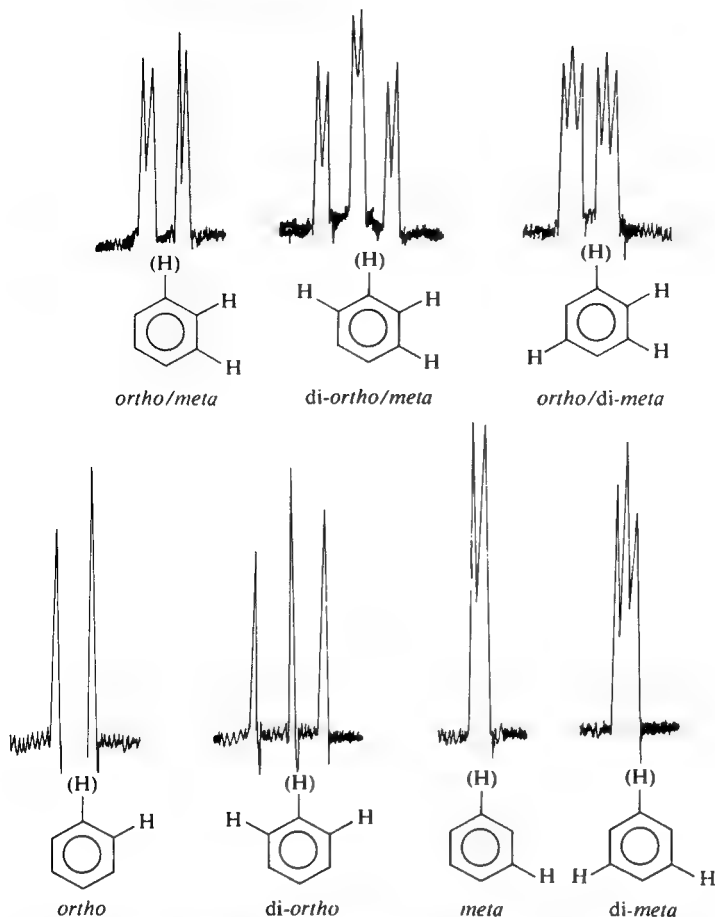 (H) (H) (H)
H H H H
H H H H
ortho/meta di-ortho/meta ortho/di-meta
(H) (H) (H) (H)
H H H
H H H
ortho di-ortho meta di-meta